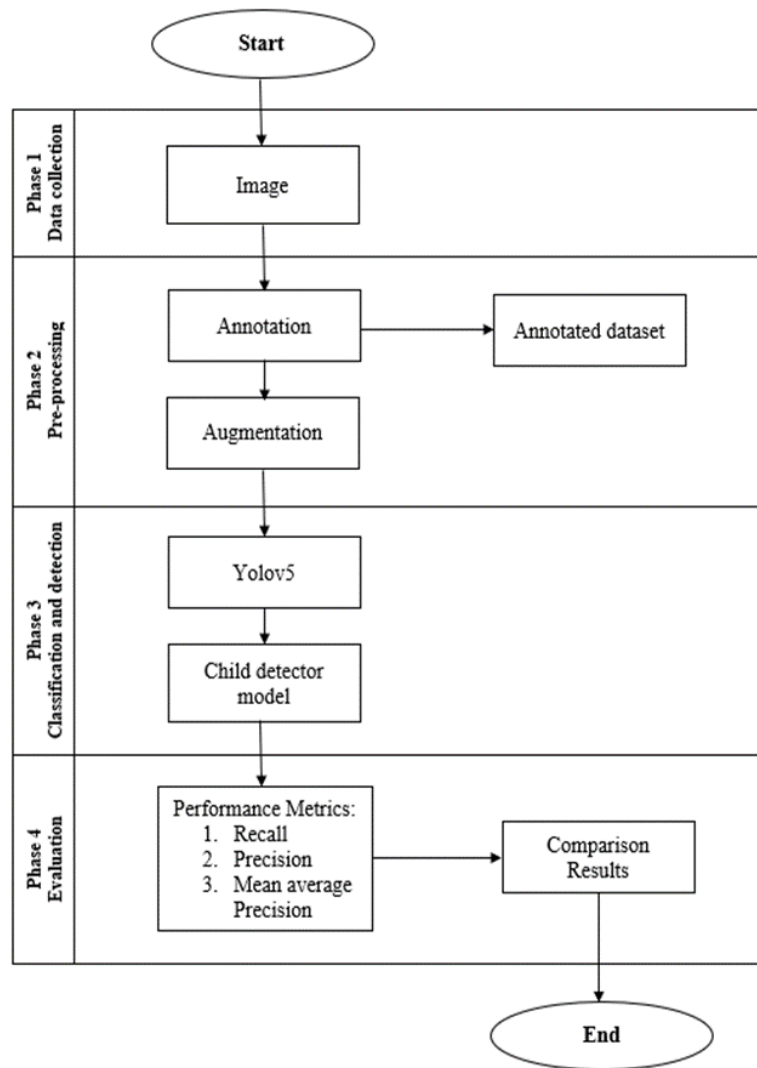 Start
Phase 1
Data collection
Image
Phase 2
Pre-processing
Annotation
Annotated dataset
Augmentation
Phase 3
Classification and detection
Yolov5
Child detector
model
Phase 4
Evaluation
Performance Metrics:
1. Recall
2. Precision
3. Mean average
Precision
Comparison
Results
End